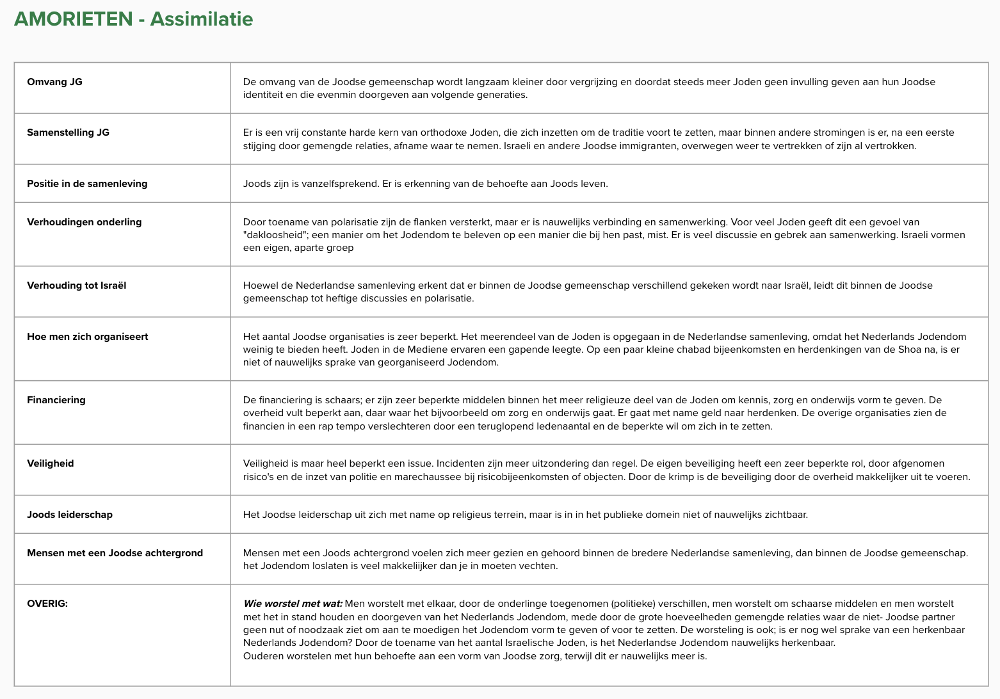 AMORIETEN - Assimilatie
Omvang JG
De omvang van de Joodse gemeenschap wordt langzaam kleiner door vergrijzing en doordat steeds meer Joden geen invulling geven aan hun Joodse
identiteit en die evenmin doorgeven aan volgende generaties.
Samenstelling JG
Er is een vrij constante harde kern van orthodoxe Joden, die zich inzetten om de traditie voort te zetten, maar binnen andere stromingen is er, na een eerste
stijging door gemengde relaties, afname waar te nemen. Israeli en andere Joodse immigranten, overwegen weer te vertrekken of zijn al vertrokken.
Positie in de samenleving
Joods zijn is vanzelfsprekend. Er is erkenning van de behoefte aan Joods leven.
Verhoudingen onderling
Door toename van polarisatie zijn de flanken versterkt, maar er is nauwelijks verbinding en samenwerking. Voor veel Joden geeft dit een gevoel van
"dakloosheid"; een manier om het Jodendom te beleven op een manier die bij hen past, mist. Er is veel discussie en gebrek aan samenwerking. Israeli vormen
een eigen, aparte groep
Verhouding tot Israël
Hoewel de Nederlandse samenleving erkent dat er binnen de Joodse gemeenschap verschillend gekeken wordt naar Israël, leidt dit binnen de Joodse
gemeenschap tot heftige discussies en polarisatie.
Hoe men zich organiseert
Het aantal Joodse organisaties is zeer beperkt. Het meerendeel van de Joden is opgegaan in de Nederlandse samenleving, omdat het Nederlands Jodendom
weinig te bieden heeft. Joden in de Mediene ervaren een gapende leegte. Op een paar kleine chabad bijeenkomsten en herdenkingen van de Shoa na, is er
niet of nauwelijks sprake van georganiseerd Jodendom.
Financiering
De financiering is schaars; er zijn zeer beperkte middelen binnen het meer religieuze deel van de Joden om kennis, zorg en onderwijs vorm te geven. De
overheid vult beperkt aan, daar waar het bijvoorbeeld om zorg en onderwijs gaat. Er gaat met name geld naar herdenken. De overige organisaties zien de
financien in een rap tempo verslechteren door een teruglopend ledenaantal en de beperkte wil om zich in te zetten.
Veiligheid
Veiligheid is maar heel beperkt een issue. Incidenten zijn meer uitzondering dan regel. De eigen beveiliging heeft een zeer beperkte rol, door afgenomen
risico's en de inzet van politie en marechaussee bij risicobijeenkomsten of objecten. Door de krimp is de beveiliging door de overheid makkelijker uit te voeren.
Joods leiderschap
Het Joodse leiderschap uit zich met name op religieus terrein, maar is in in het publieke domein niet of nauwelijks zichtbaar.
Mensen met een Joodse achtergrond
Mensen met een Joods achtergrond voelen zich meer gezien en gehoord binnen de bredere Nederlandse samenleving, dan binnen de Joodse gemeenschap.
het Jodendom loslaten is veel makkeliijker dan je in moeten vechten.
OVERIG:
Wie worstel met wat: Men worstelt met elkaar, door de onderlinge toegenomen (politieke) verschillen, men worstelt om schaarse middelen en men worstelt
met het in stand houden en doorgeven van het Nederlands Jodendom, mede door de grote hoeveelheden gemengde relaties waar de niet- Joodse partner
geen nut of noodzaak ziet om aan te moedigen het Jodendom vorm te geven of voor te zetten. De worsteling is ook; is er nog wel sprake van een herkenbaar
Nederlands Jodendom? Door de toename van het aantal Israelische Joden, is het Nederlandse Jodendom nauwelijks herkenbaar.
Ouderen worstelen met hun behoefte aan een vorm van Joodse zorg, terwijl dit er nauwelijks meer is.